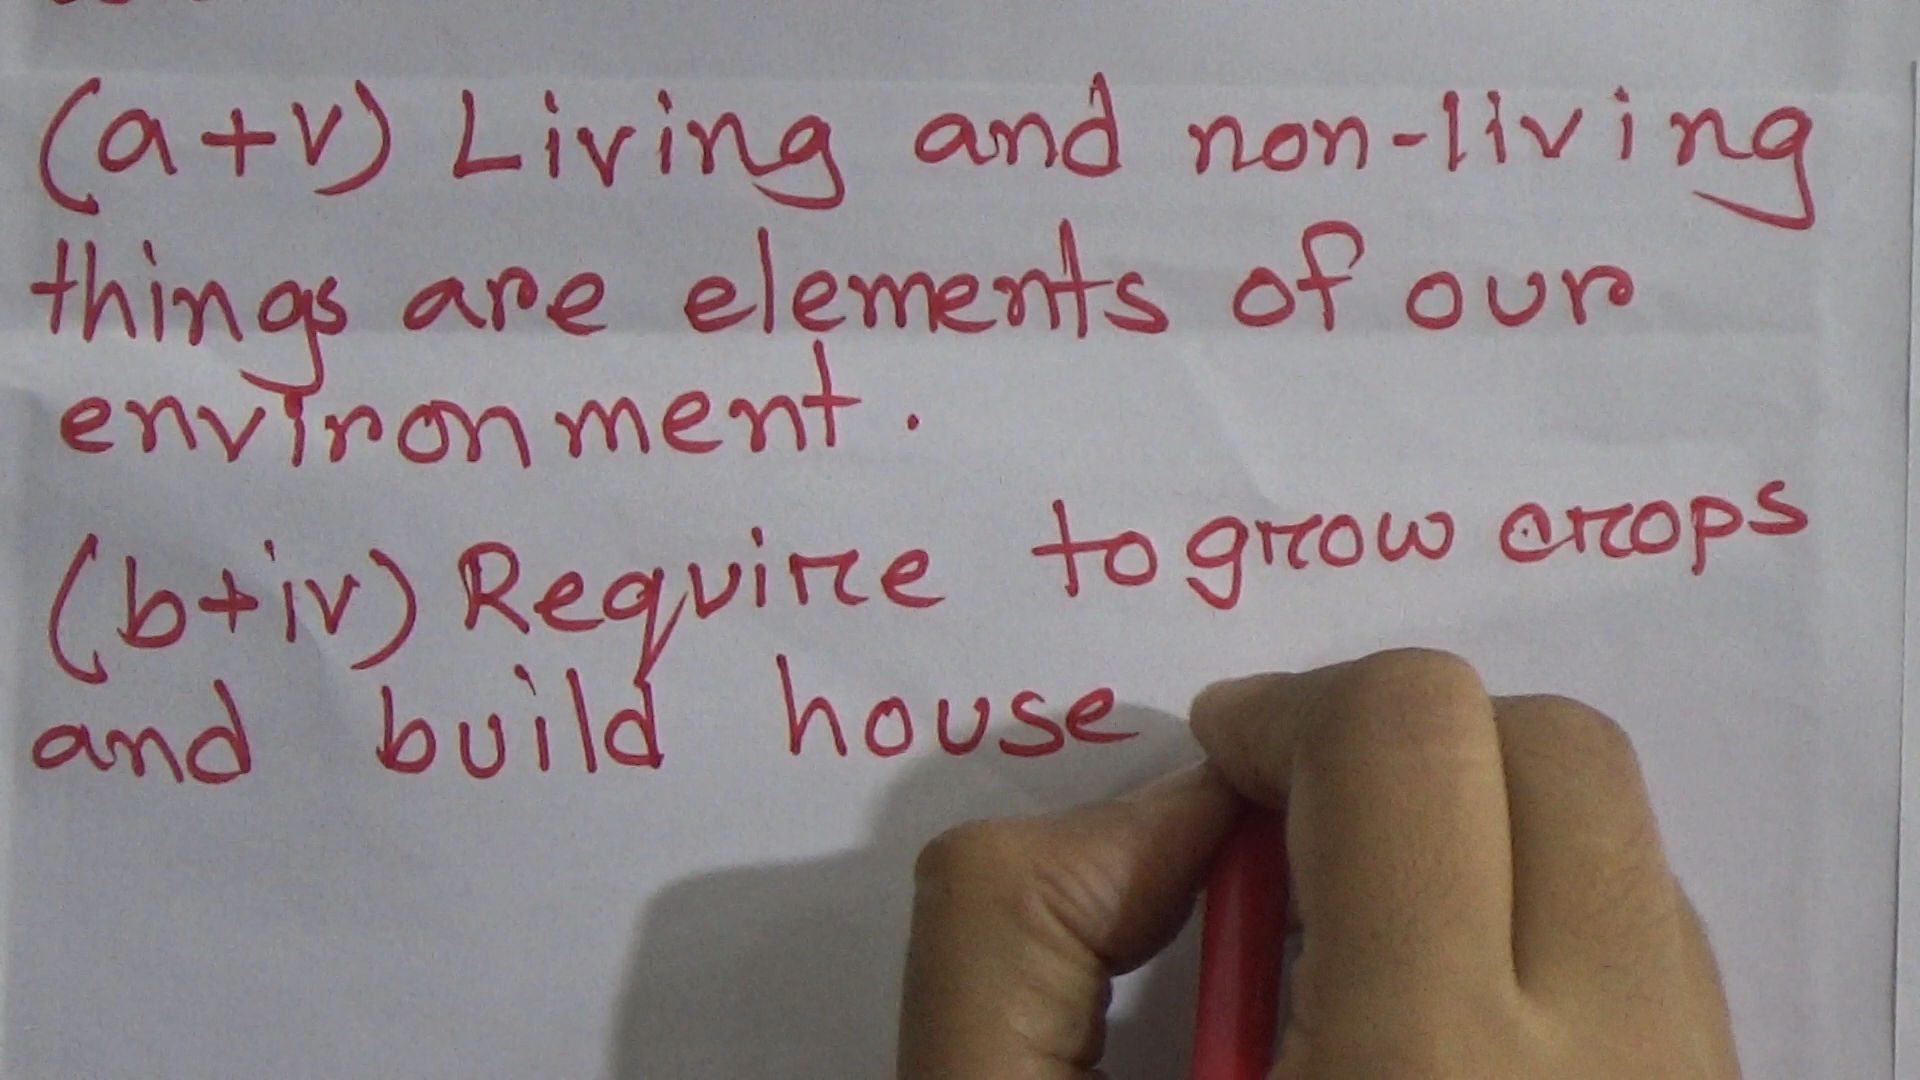 (a+v) Living and non-living
things are elements of our
environment.
(b+iv) Require to grow crops
and build house